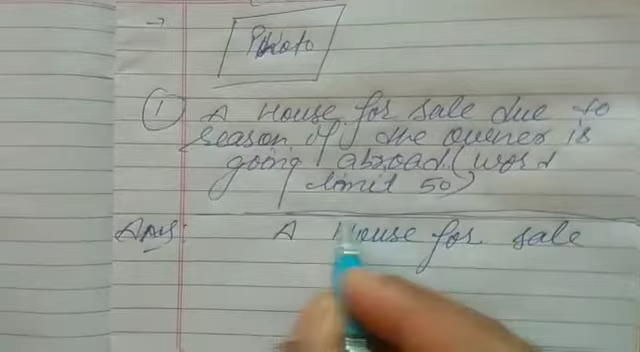 →
Photo
① A House for sale due to
season of the owner is
going abroad (word
limit 50)
Ans: A House for sale